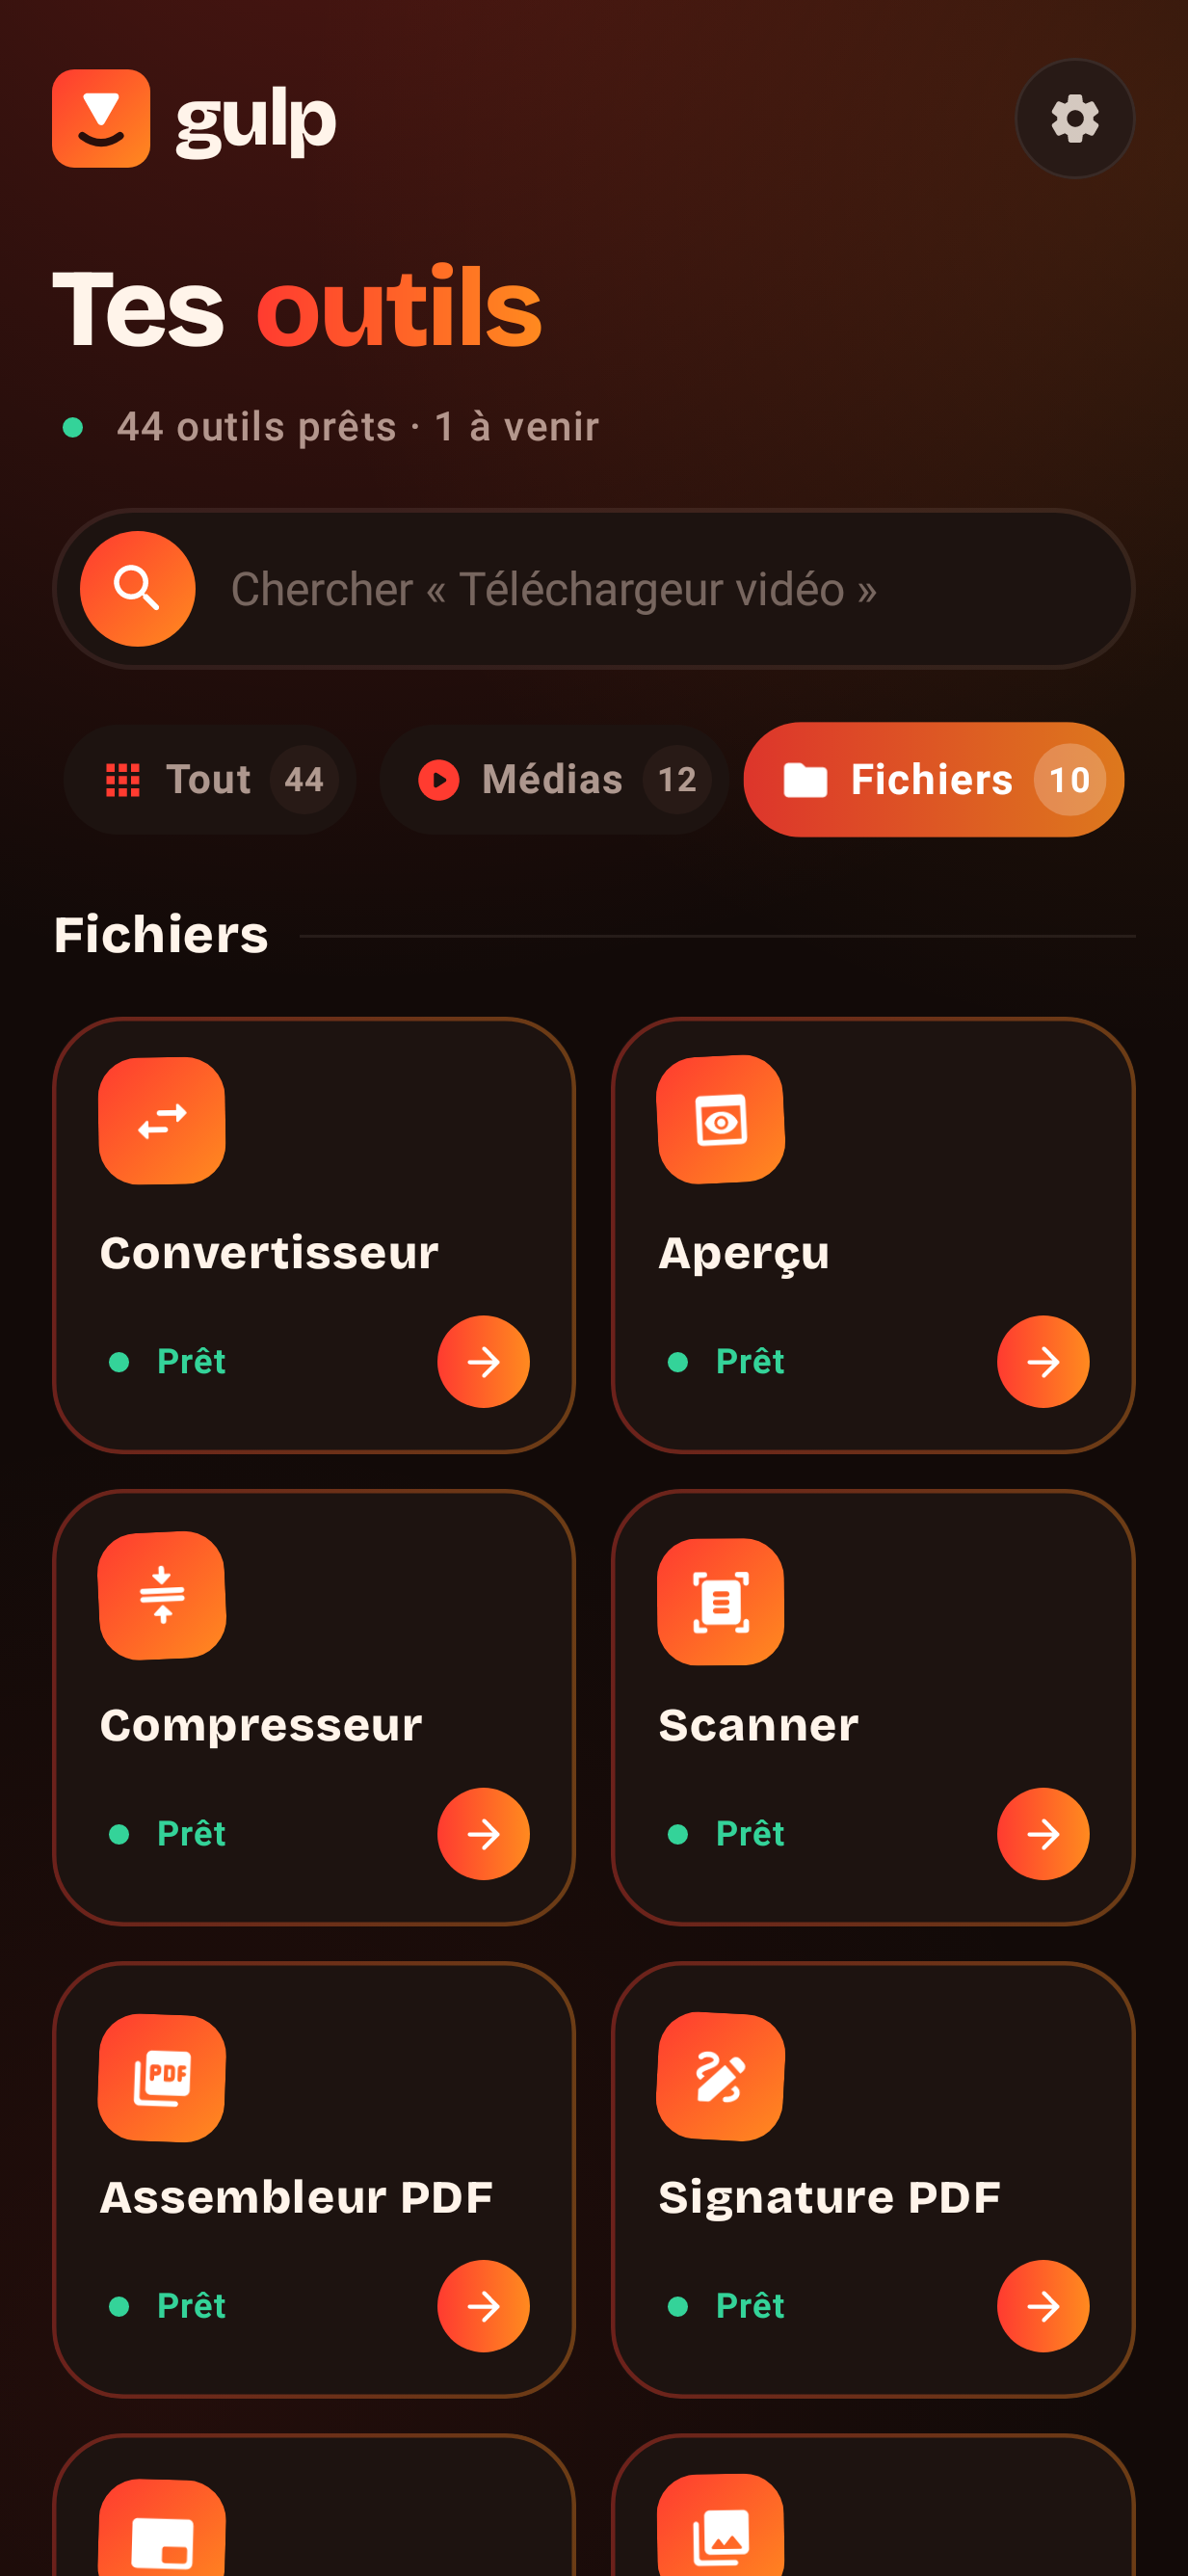 gulp
Tes outils
44 outils prêts · 1 à venir
Chercher « Téléchargeur vidéo »
Tout 44 Médias 12 Fichiers 10
Fichiers
Convertisseur
Prêt
Aperçu
Prêt
Compresseur
Prêt
Scanner
Prêt
PDF
Assembleur PDF
Prêt
Signature PDF
Prêt